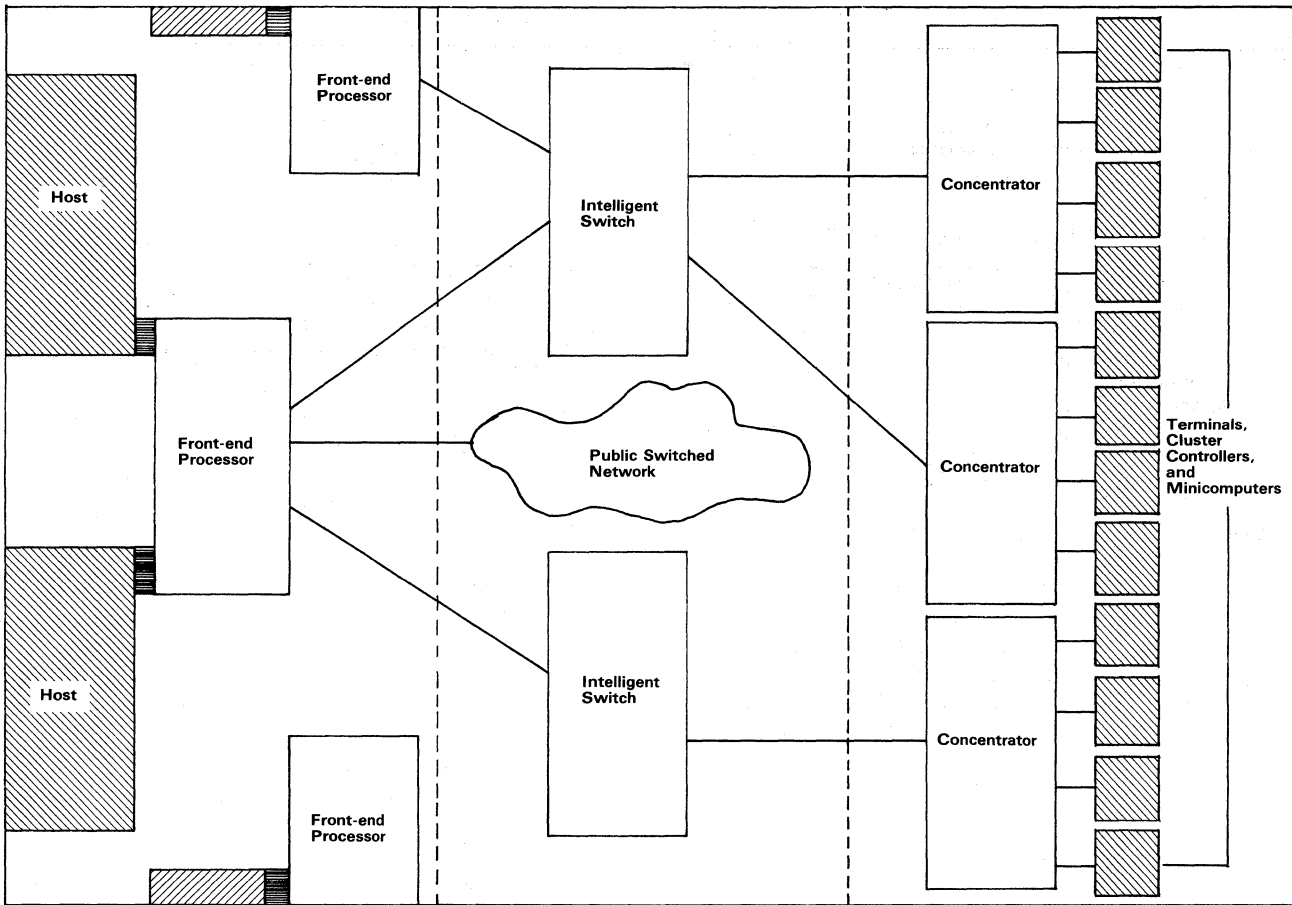 Front-end
Processor
Host
Intelligent
Switch
Concentrator
Front-end
Processor
Public Switched
Network
Concentrator
Terminals,
Cluster
Controllers,
and
Minicomputers
Host
Intelligent
Switch
Concentrator
Front-end
Processor